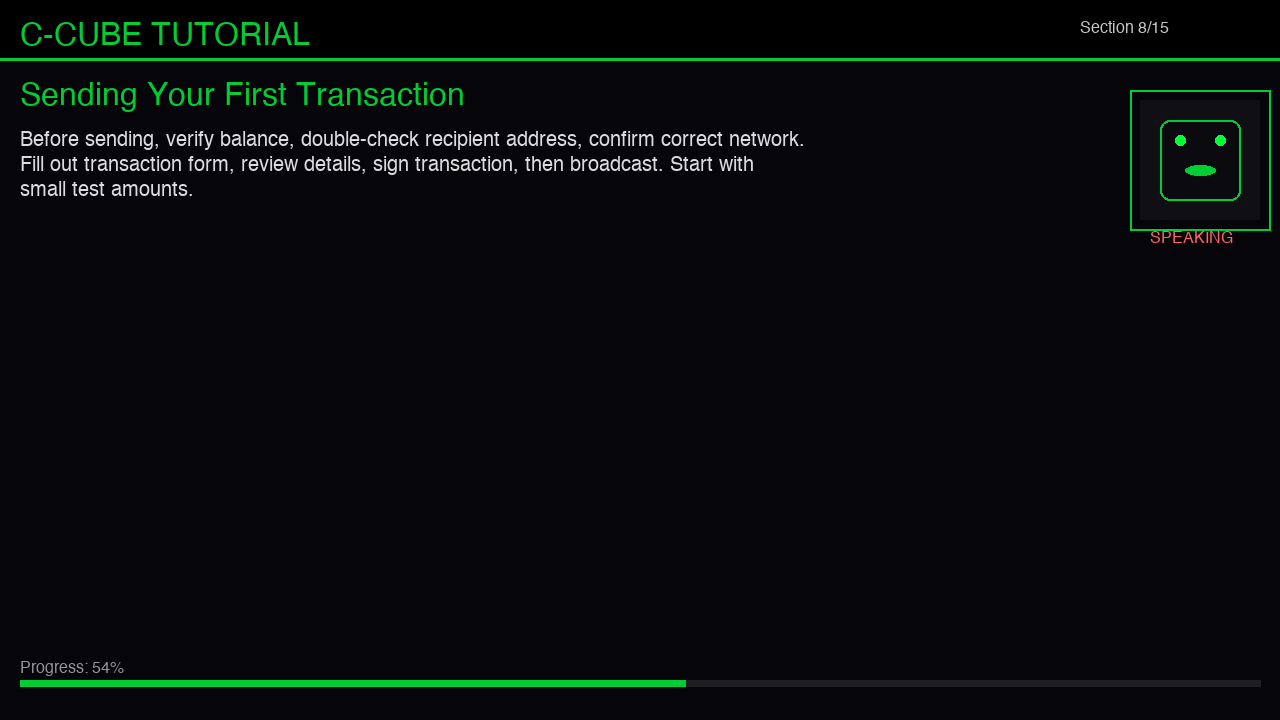 C-CUBE TUTORIAL
Section 8/15
Sending Your First Transaction
Before sending, verify balance, double-check recipient address, confirm correct network.
Fill out transaction form, review details, sign transaction, then broadcast. Start with
small test amounts.
SPEAKING
Progress: 54%